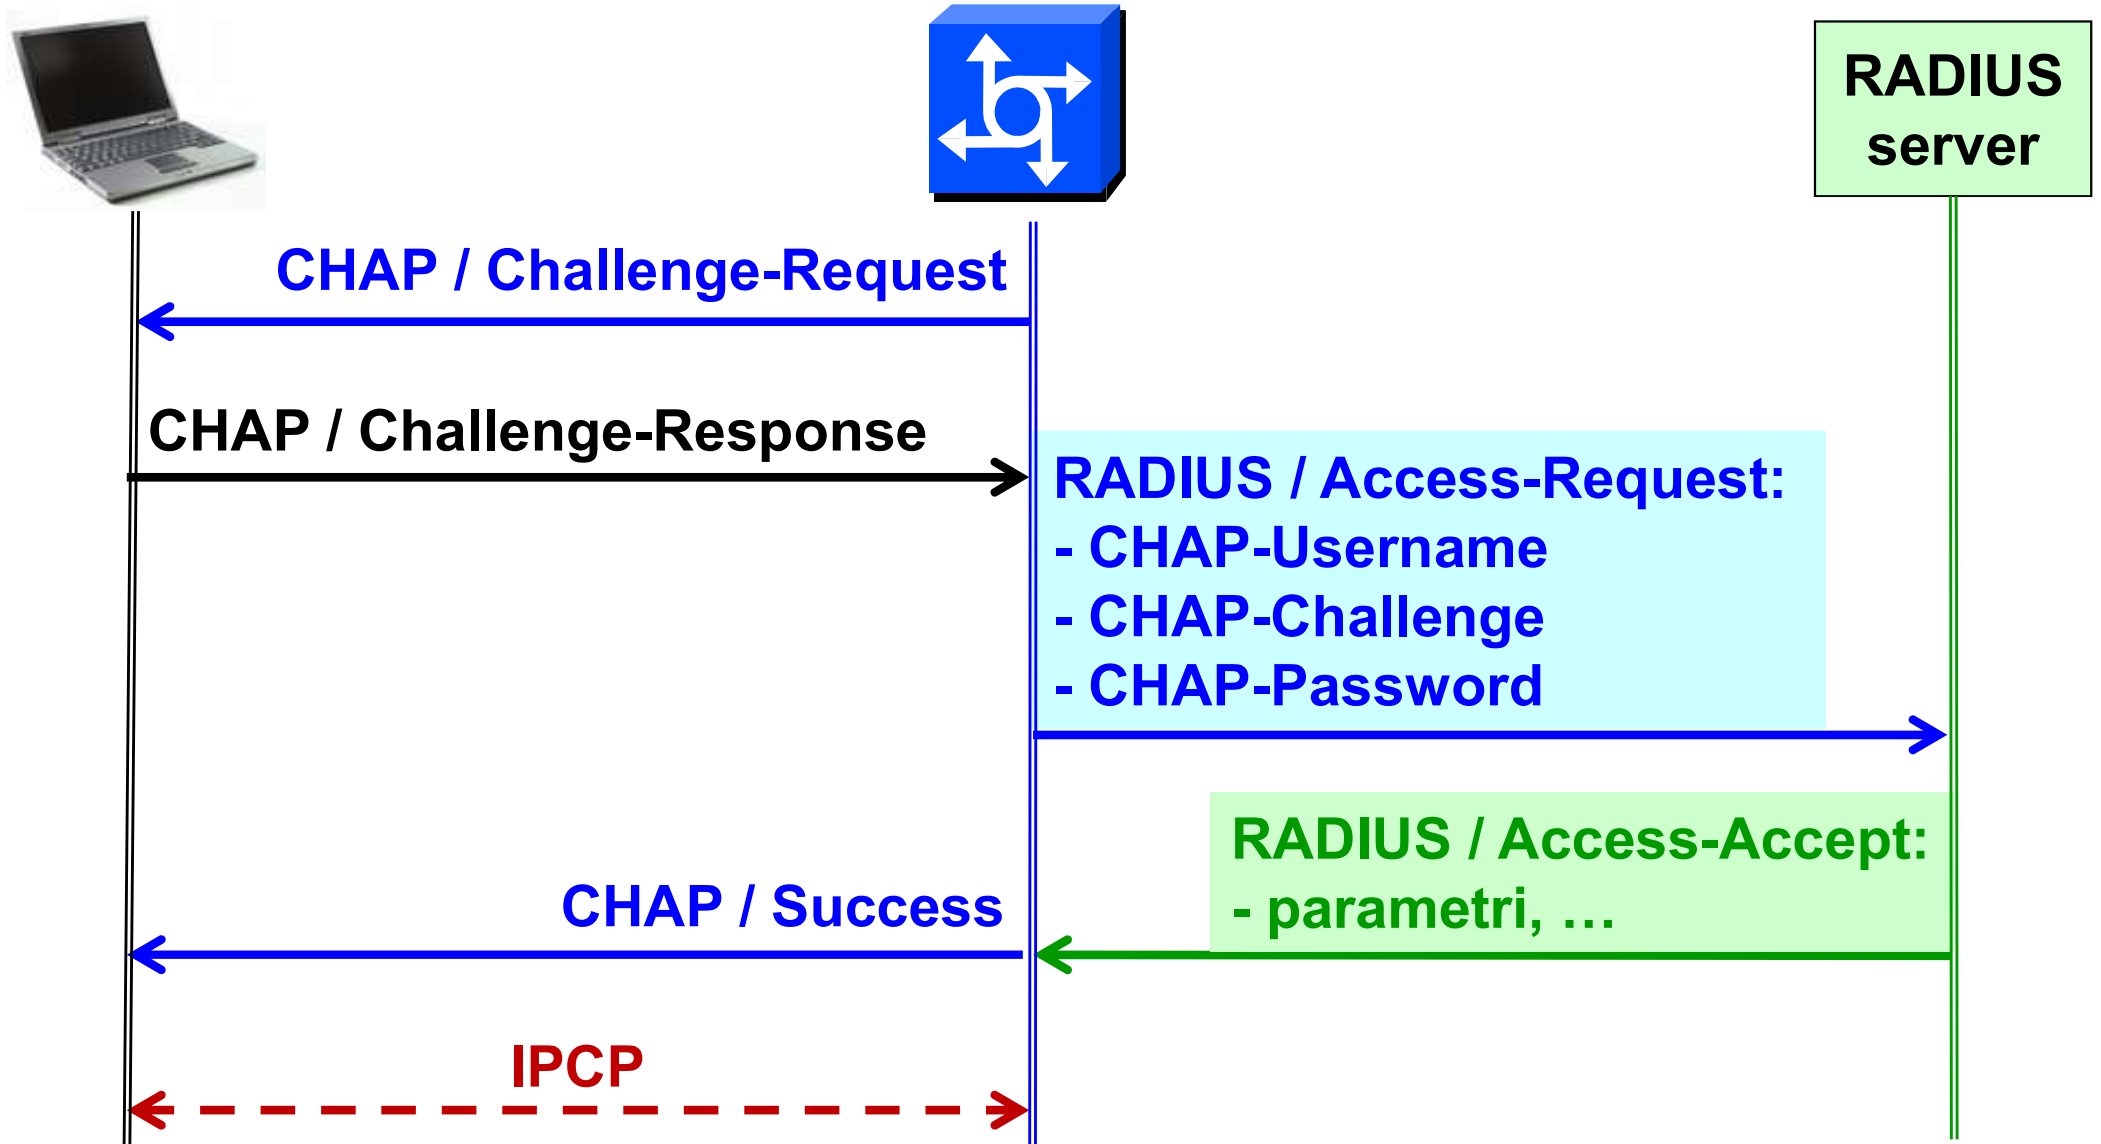 RADIUS
server
CHAP / Challenge-Request
CHAP / Challenge-Response
RADIUS / Access-Request:
- CHAP-Username
- CHAP-Challenge
- CHAP-Password
RADIUS / Access-Accept:
- parametri, …
CHAP / Success
IPCP